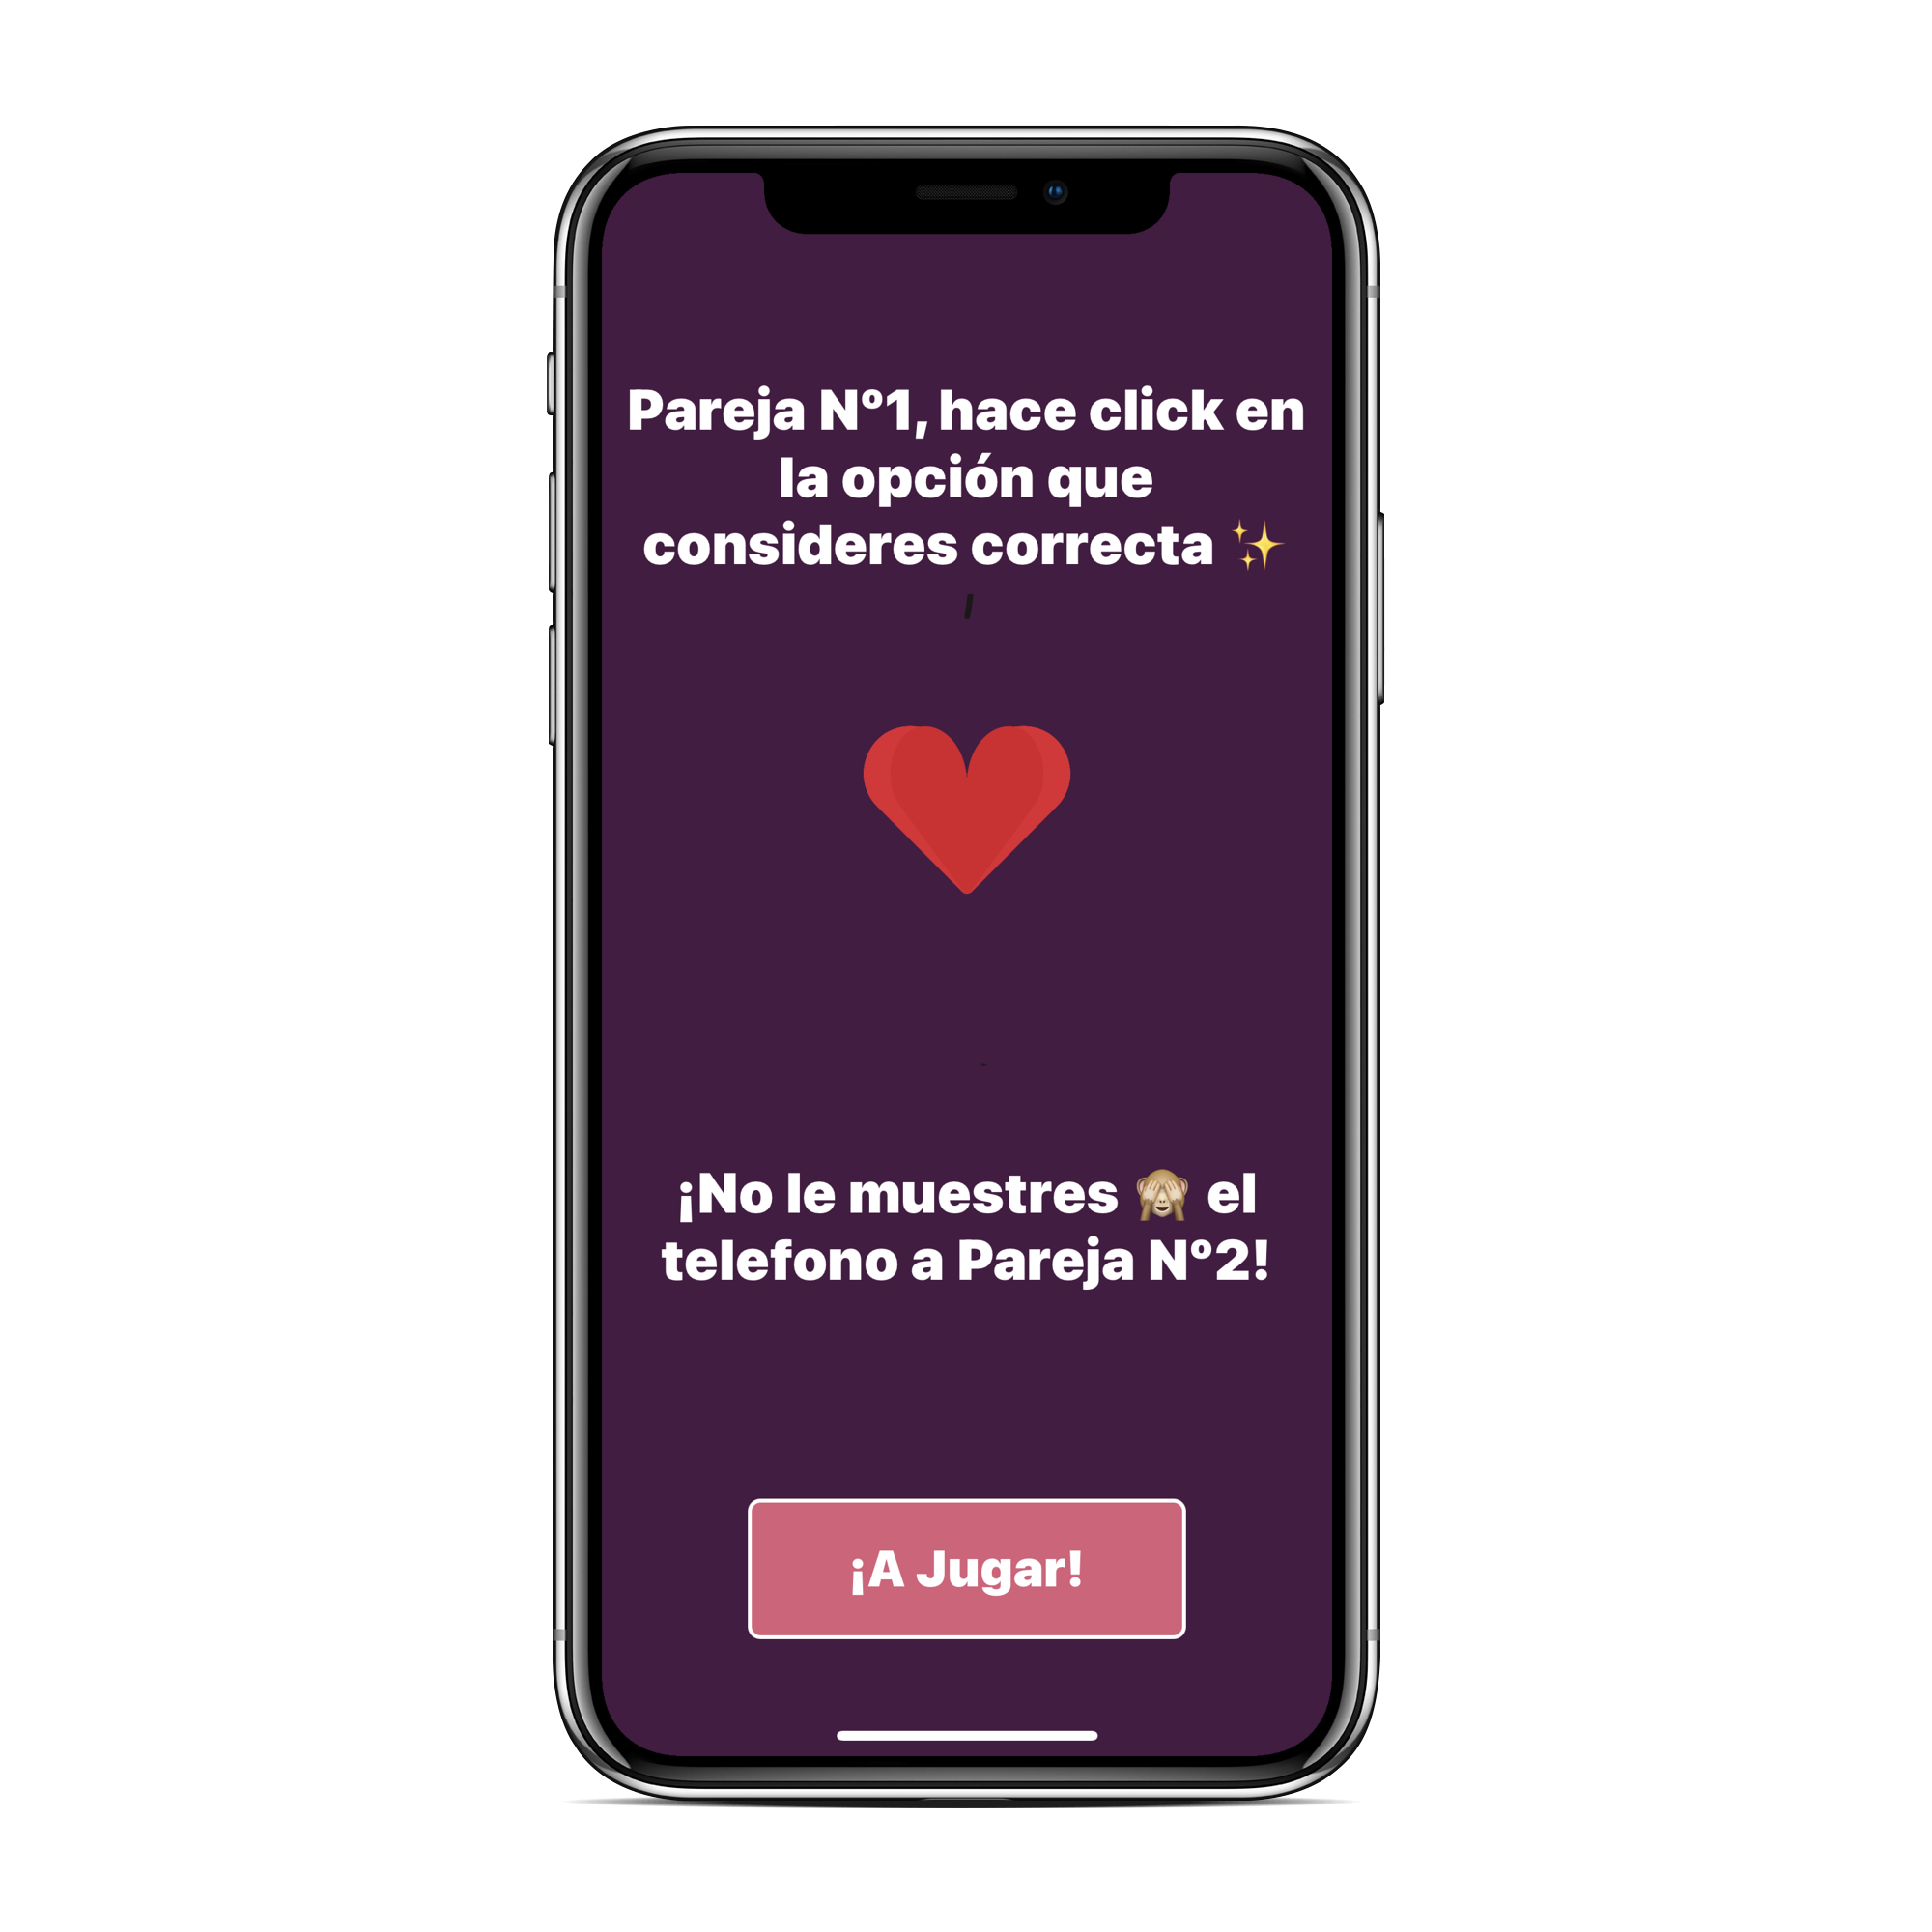 Pareja Nº1, hace click en
la opción que
consideres correcta ✨
¡No le muestres 🙈 el
telefono a Pareja Nº2!
¡A Jugar!